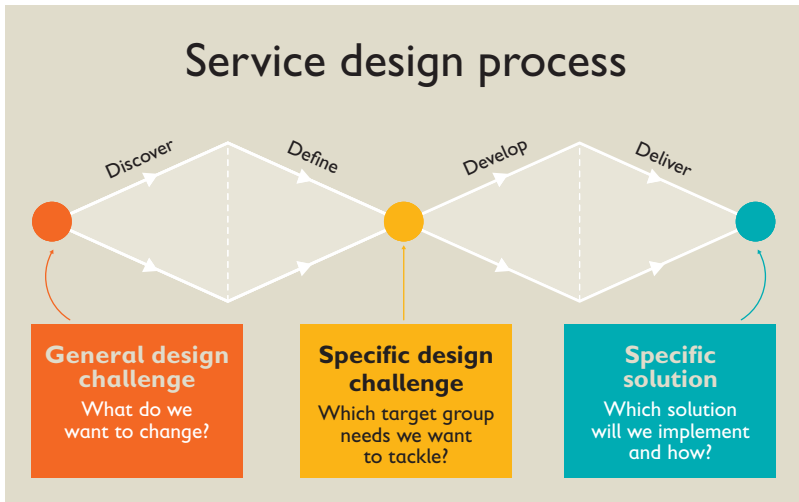 Service design process
Discover
Define
Develop
Deliver
General design
challenge
What do we
want to change?
Specific design
challenge
Which target group
needs we want
to tackle?
Specific
solution
Which solution
will we implement
and how?